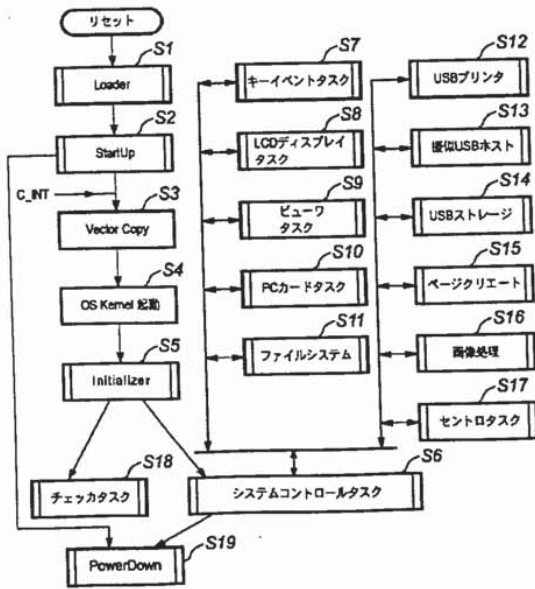 リセット
S1
Loader
S2
StartUp
C_INT
S3
Vector Copy
S4
OS Kernel 起動
S5
Initializer
S18
チェッカタスク
S6
システムコントロールタスク
S19
PowerDown
S7
キーイベントタスク
S8
LCDディスプレイ
タスク
S9
ビューワ
タスク
S10
PCカードタスク
S11
ファイルシステム
S12
USBプリンタ
S13
擬似USBホスト
S14
USBストレージ
S15
ページクリエート
S16
画像処理
S17
セントロタスク